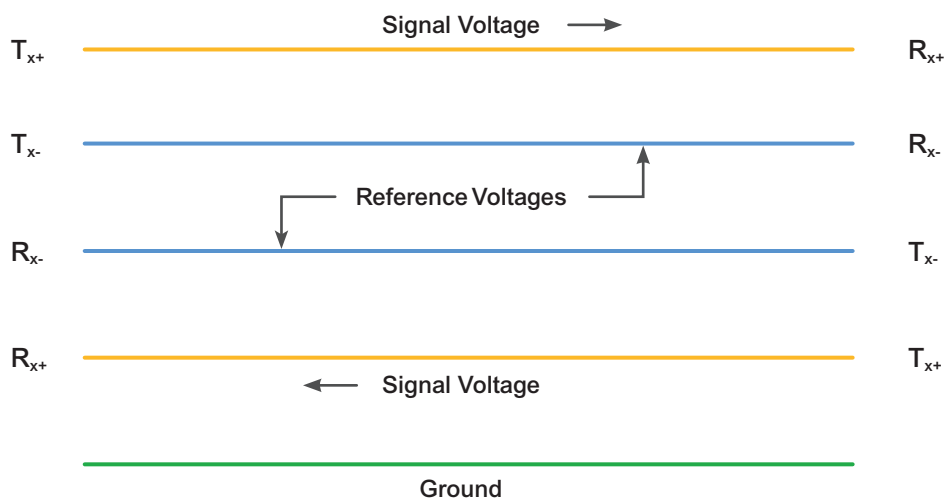 Signal Voltage
Tx+
Rx+
Tx-
Rx-
Reference Voltages
Rx-
Tx-
Rx+
Tx+
Signal Voltage
Ground